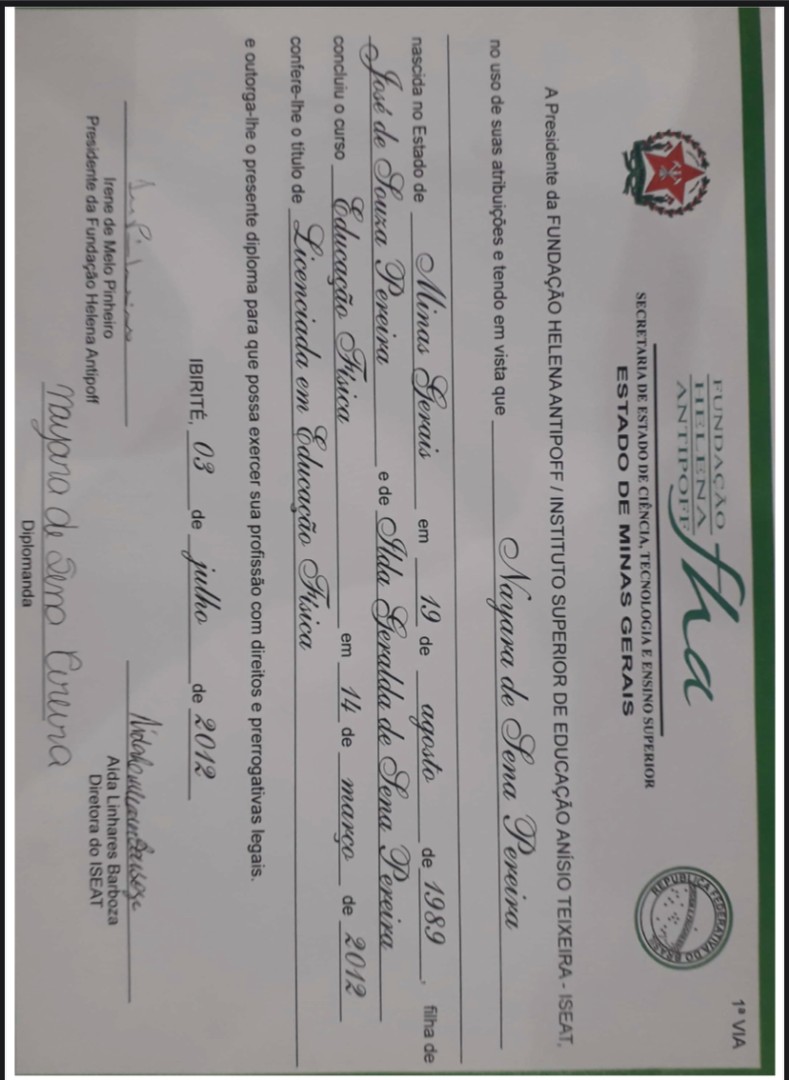 1ª VIA
FUNDAÇÃO
HELENA
ANTIPOFF
fha
SECRETARIA DE ESTADO DE CIÊNCIA, TECNOLOGIA E ENSINO SUPERIOR
ESTADO DE MINAS GERAIS
REPÚBLICA FEDERATIVA DO BRASIL
A Presidente da FUNDAÇÃO HELENA ANTIPOFF / INSTITUTO SUPERIOR DE EDUCAÇÃO ANÍSIO TEIXEIRA - ISEAT,
no uso de suas atribuições e tendo em vista que Nayara de Sena Pereira
nascida no Estado de Minas Gerais em 19 de agosto de 1989, filha de
José de Souza Pereira e de Ilda Geralda de Sena Pereira
concluiu o curso Educação Física em 14 de março de 2012
confere-lhe o título de Licenciada em Educação Física
e outorga-lhe o presente diploma para que possa exercer sua profissão com direitos e prerrogativas legais.
IBIRITÉ, 03 de julho de 2012
Irene de Melo Pinheiro
Presidente da Fundação Helena Antipoff
Aida Linhares Barboza
Diretora do ISEAT
Nayara de Sena Pereira
Diplomanda